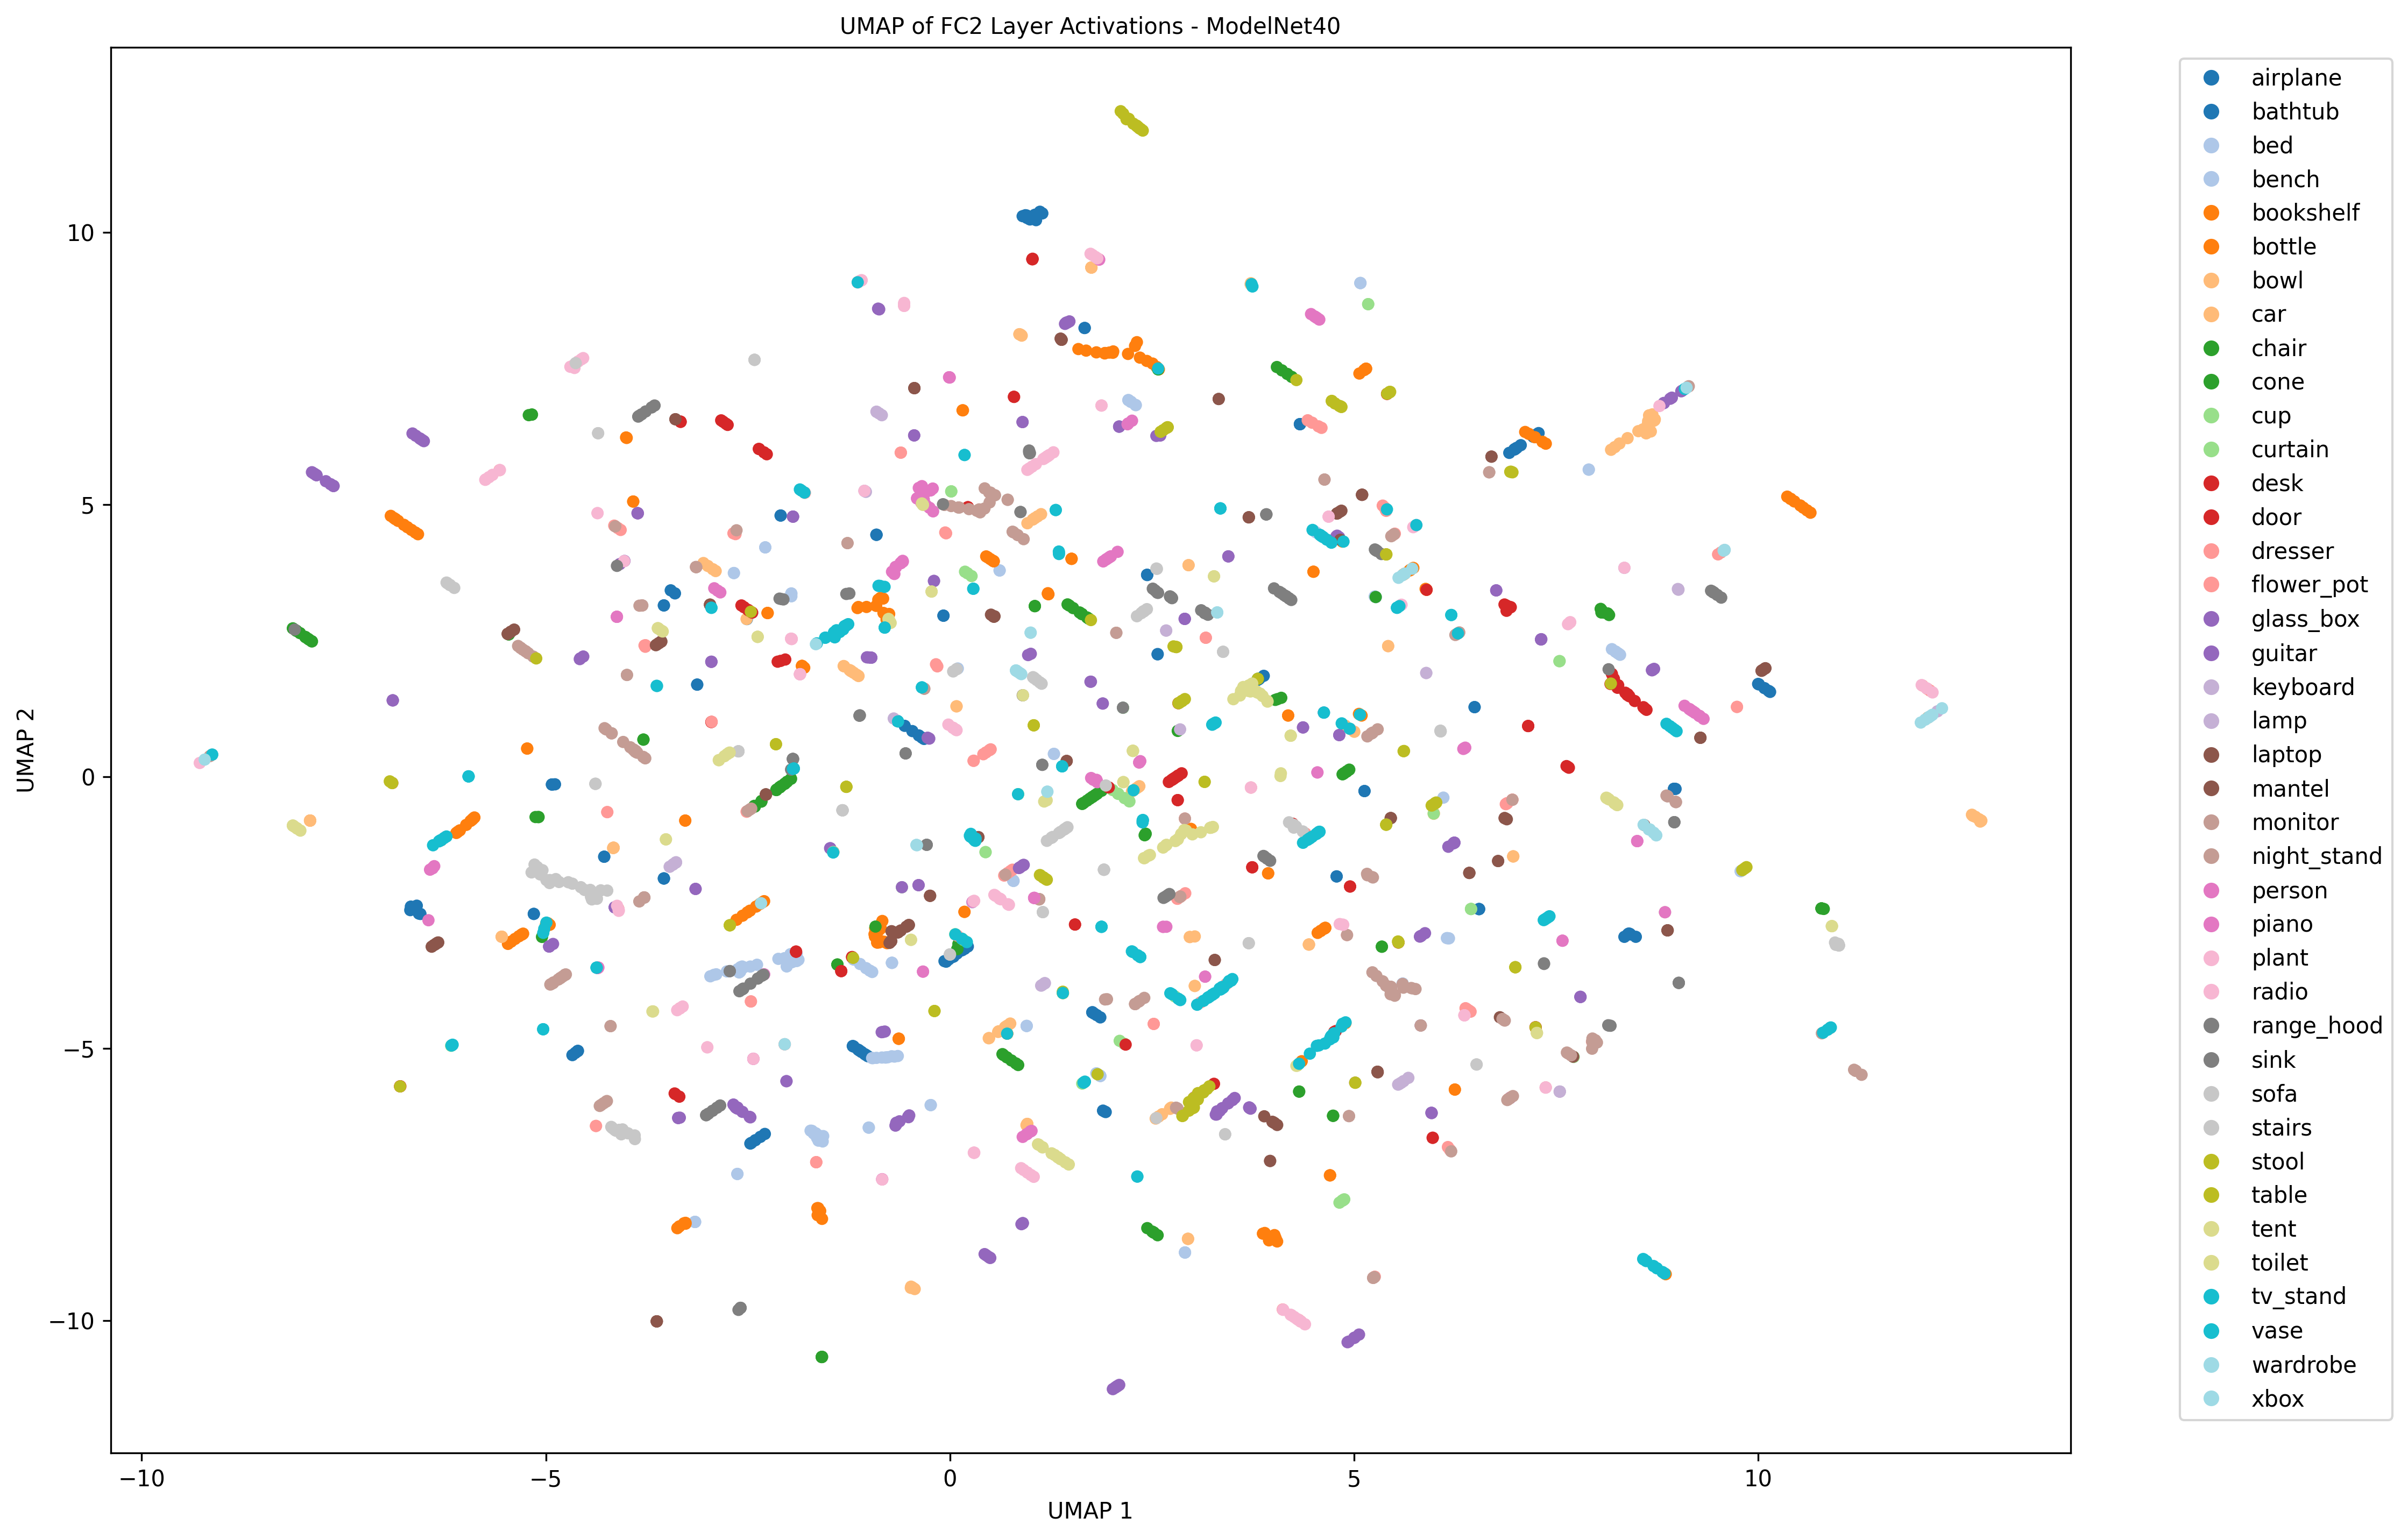 UMAP of FC2 Layer Activations - ModelNet40
10
5
0
−5
−10
UMAP 2
−10
−5
0
5
10
UMAP 1
airplane
bathtub
bed
bench
bookshelf
bottle
bowl
car
chair
cone
cup
curtain
desk
door
dresser
flower_pot
glass_box
guitar
keyboard
lamp
laptop
mantel
monitor
night_stand
person
piano
plant
radio
range_hood
sink
sofa
stairs
stool
table
tent
toilet
tv_stand
vase
wardrobe
xbox